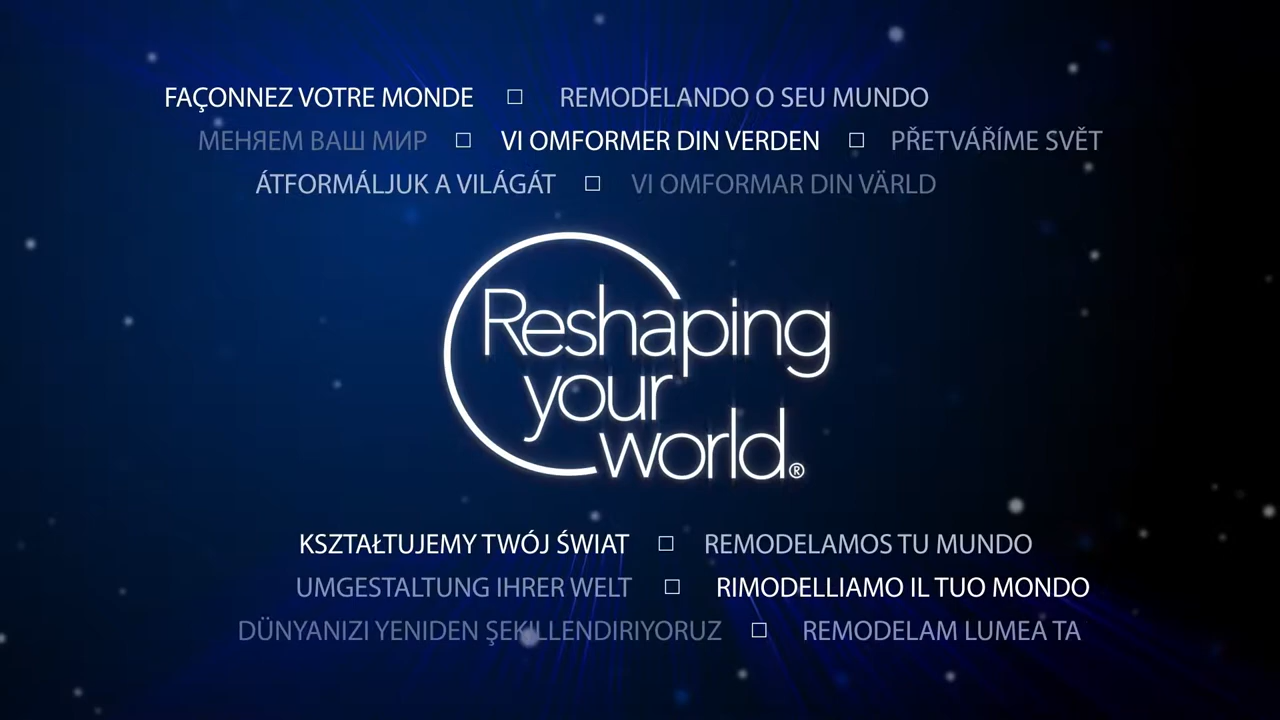 FAÇONNEZ VOTRE MONDE □ REMODELANDO O SEU MUNDO
МЕНЯЕМ ВАШ МИР □ VI OMFORMER DIN VERDEN □ PŘETVÁŘÍME SVĚT
ÁTFORMÁLJUK A VILÁGÁT □ VI OMFORMAR DIN VÄRLD
Reshaping
your
world.®
KSZTAŁTUJEMY TWÓJ ŚWIAT □ REMODELAMOS TU MUNDO
UMGESTALTUNG IHRER WELT □ RIMODELLIAMO IL TUO MONDO
DÜNYANIZI YENIDEN ŞEKILLENDIRIYORUZ □ REMODELAM LUMEA TA